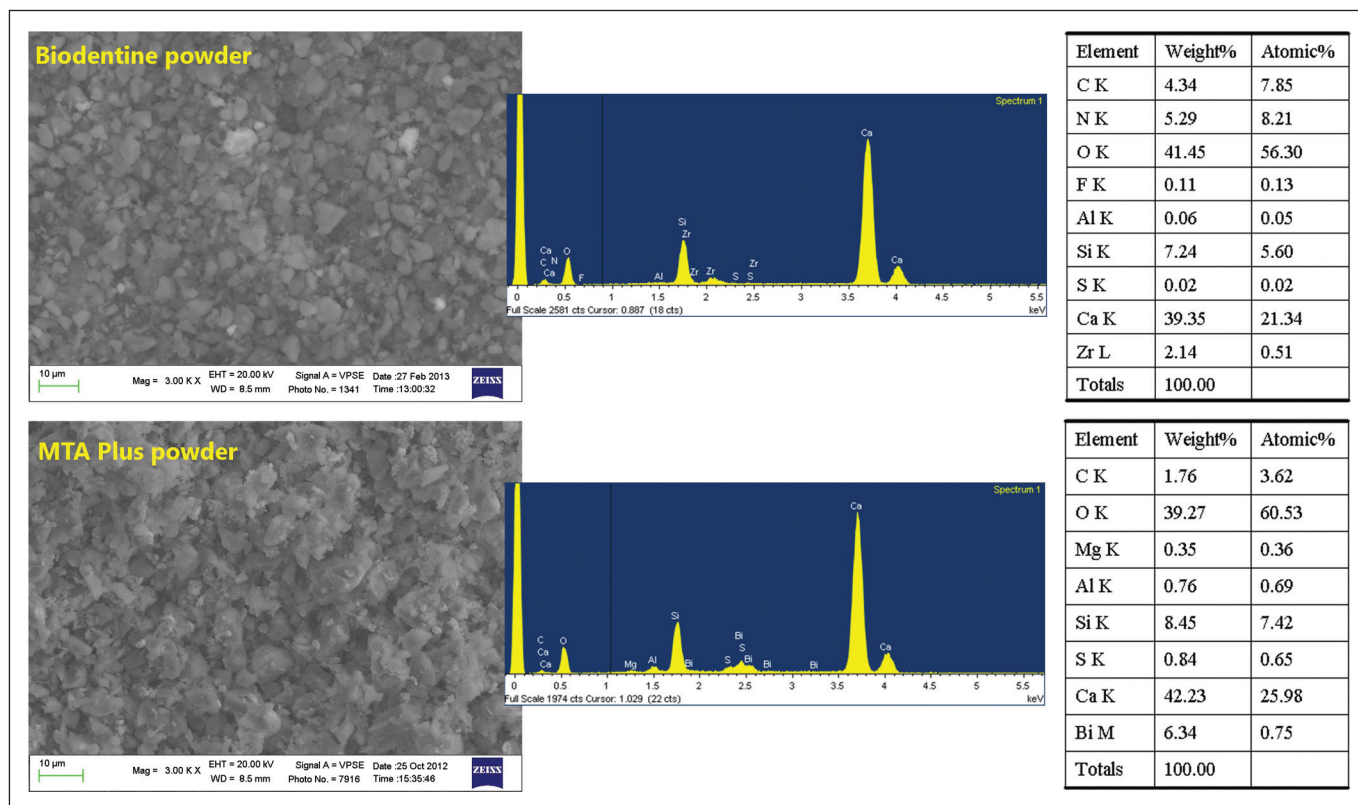 Biodentine powder
10 µm
Mag = 3.00 K X
EHT = 20.00 kV Signal A = VPSE Date :27 Feb 2013
WD = 8.5 mm Photo No. = 1341 Time :13:00:32
ZEISS
Spectrum 1
Ca
Si
Zr
Ca
C N O
Ca F Al Zr Zr S S Zr Ca
0 0.5 1 1.5 2 2.5 3 3.5 4 4.5 5 5.5
Full Scale 2581 cts Cursor: 0.887 (18 cts) keV
Element Weight% Atomic%
C K 4.34 7.85
N K 5.29 8.21
O K 41.45 56.30
F K 0.11 0.13
Al K 0.06 0.05
Si K 7.24 5.60
S K 0.02 0.02
Ca K 39.35 21.34
Zr L 2.14 0.51
Totals 100.00
MTA Plus powder
10 µm
Mag = 3.00 K X
EHT = 20.00 kV Signal A = VPSE Date :25 Oct 2012
WD = 8.5 mm Photo No. = 7916 Time :15:35:46
ZEISS
Spectrum 1
Ca
Si
C O Bi
Ca S Ca
Ca Mg Al Bi S Bi Bi Bi
0 0.5 1 1.5 2 2.5 3 3.5 4 4.5 5 5.5
Full Scale 1974 cts Cursor: 1.029 (22 cts) keV
Element Weight% Atomic%
C K 1.76 3.62
O K 39.27 60.53
Mg K 0.35 0.36
Al K 0.76 0.69
Si K 8.45 7.42
S K 0.84 0.65
Ca K 42.23 25.98
Bi M 6.34 0.75
Totals 100.00